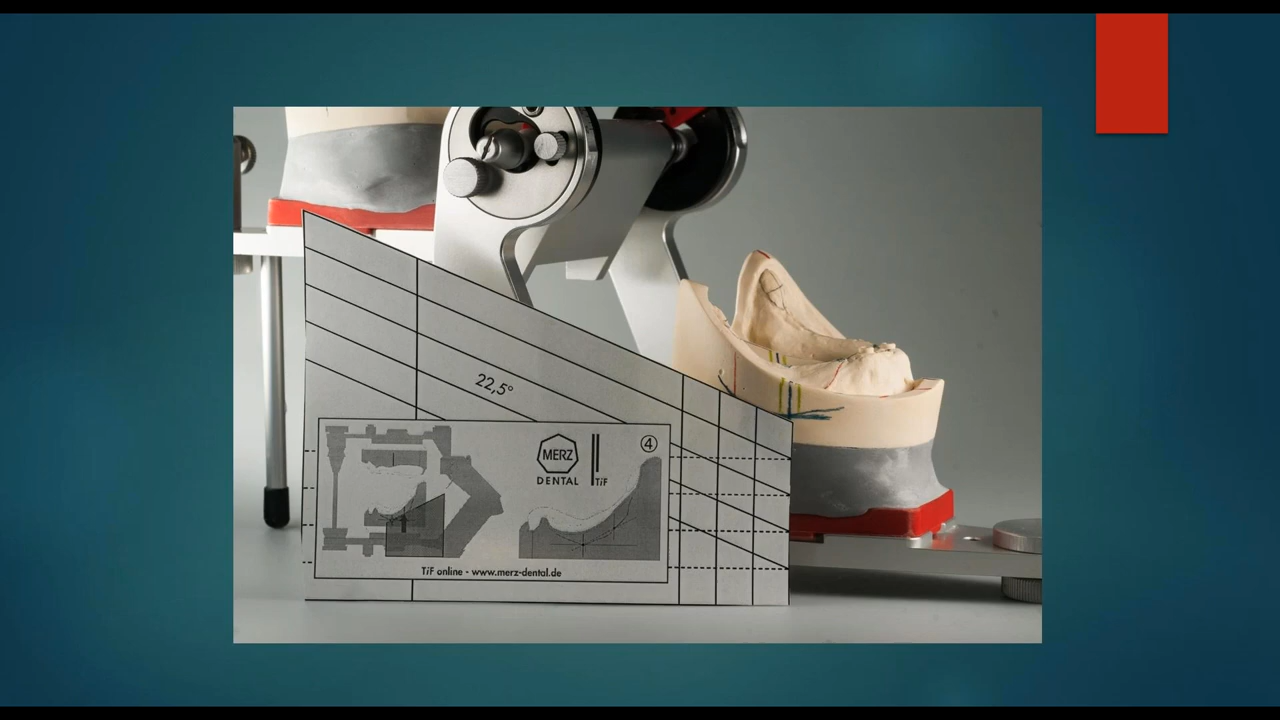 22,5°
MERZ
DENTAL
TiF
4
TiF online - www.merz-dental.de